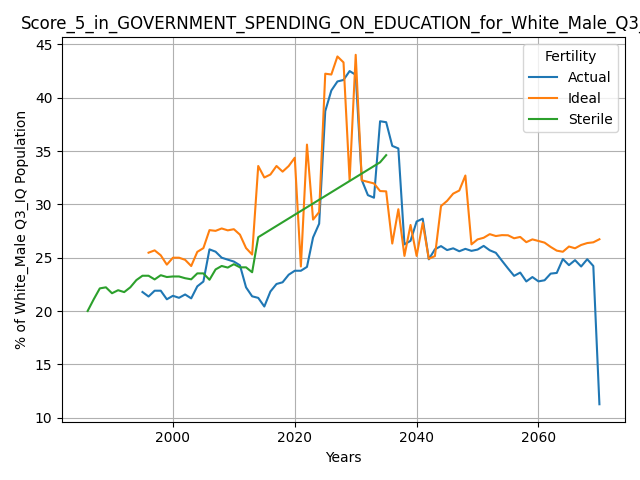 Score_5_in_GOVERNMENT_SPENDING_ON_EDUCATION_for_White_Male_Q3_
45
40
35
30
25
20
15
10
% of White_Male Q3_IQ Population
Fertility
Actual
Ideal
Sterile
2000
2020
2040
2060
Years